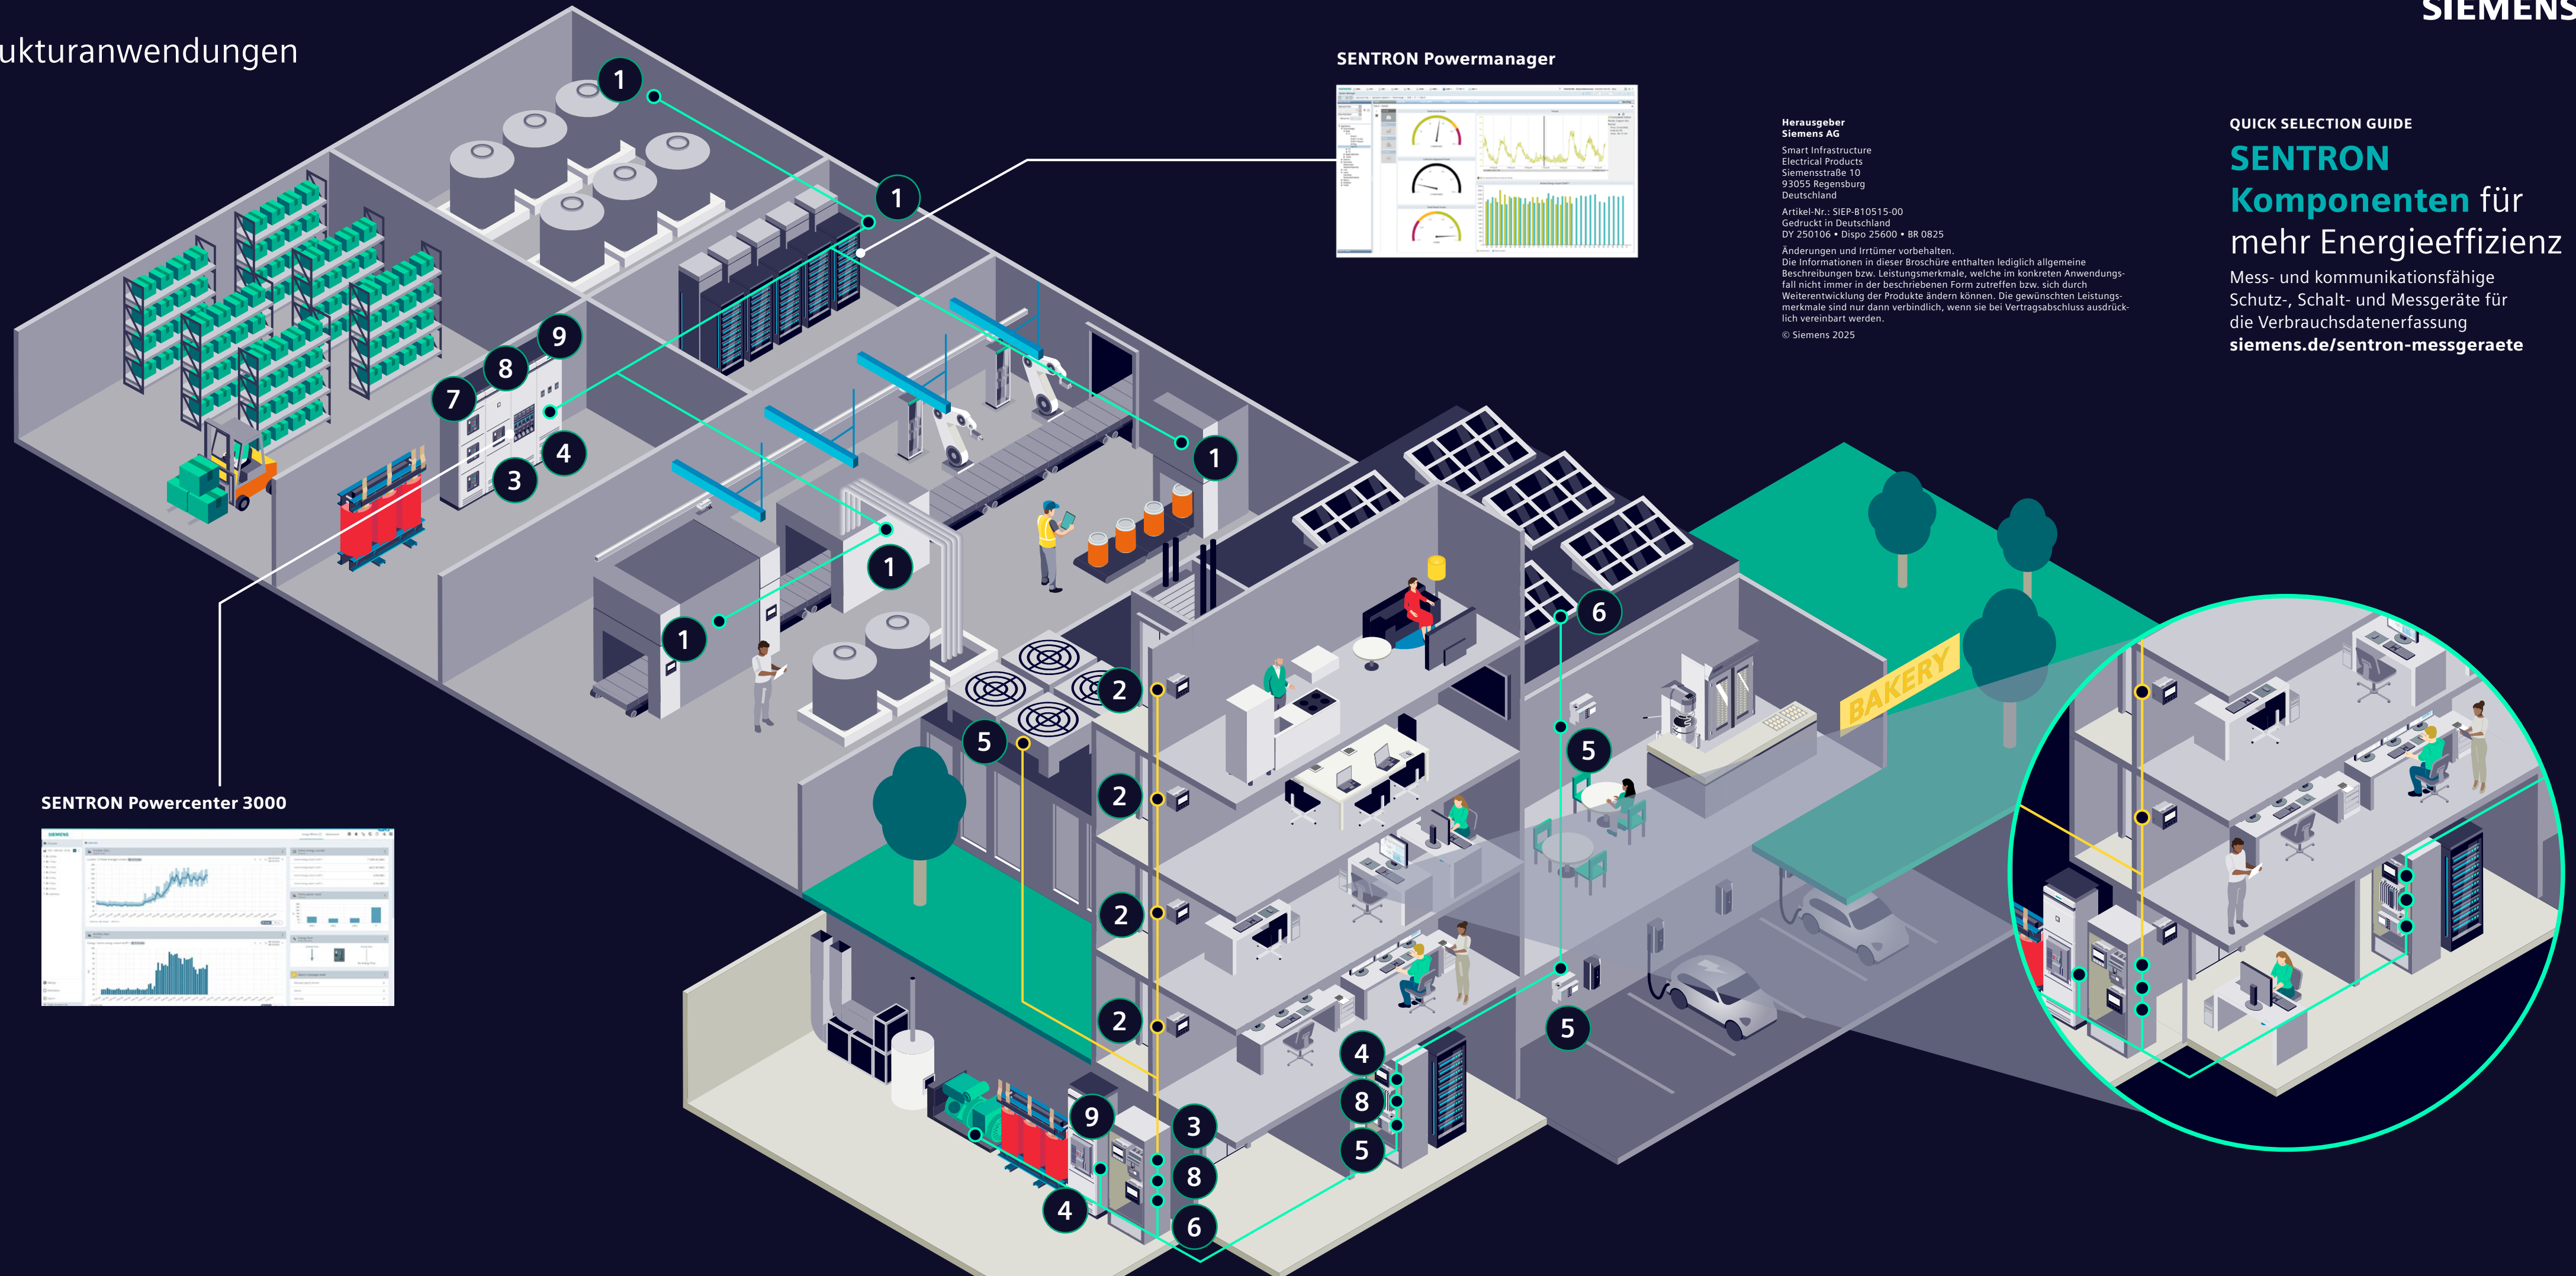 SIEMENS
ukturanwendungen
SENTRON Powermanager
Herausgeber
Siemens AG
Smart Infrastructure
Electrical Products
Siemensstraße 10
93055 Regensburg
Deutschland
Artikel-Nr.: SIEP-B10515-00
Gedruckt in Deutschland
DY 250106 • Dispo 25600 • BR 0825
Änderungen und Irrtümer vorbehalten.
Die Informationen in dieser Broschüre enthalten lediglich allgemeine
Beschreibungen bzw. Leistungsmerkmale, welche im konkreten Anwendungs-
fall nicht immer in der beschriebenen Form zutreffen bzw. sich durch
Weiterentwicklung der Produkte ändern können. Die gewünschten Leistungs-
merkmale sind nur dann verbindlich, wenn sie bei Vertragsabschluss ausdrück-
lich vereinbart werden.
© Siemens 2025
QUICK SELECTION GUIDE
SENTRON
Komponenten für
mehr Energieeffizienz
Mess- und kommunikationsfähige
Schutz-, Schalt- und Messgeräte für
die Verbrauchsdatenerfassung
siemens.de/sentron-messgeraete
1
1
9
8
7
4
3
1
1
1
6
BAKERY
2
5
5
2
SENTRON Powercenter 3000
SIEMENS
2
2
5
4
8
5
9
3
8
4
6